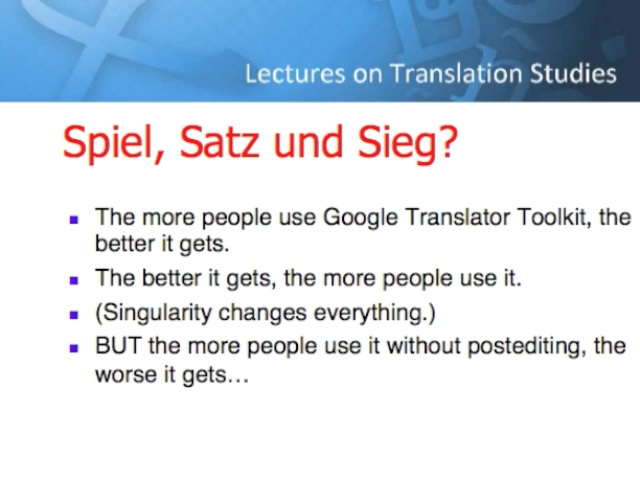 Lectures on Translation Studies
Spiel, Satz und Sieg?
The more people use Google Translator Toolkit, the
better it gets.
The better it gets, the more people use it.
(Singularity changes everything.)
BUT the more people use it without postediting, the
worse it gets…